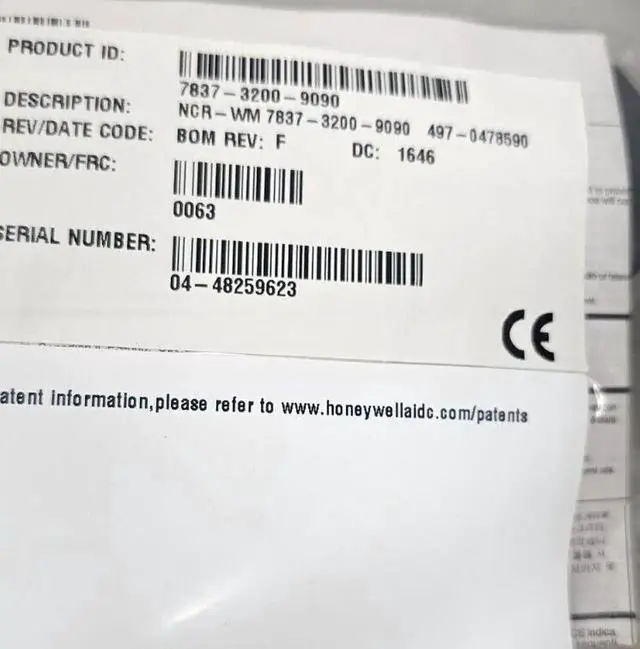 PRODUCT ID:
7837-3200-9090
DESCRIPTION: NCR-WM 7837-3200-9090 497-0478590
REV/DATE CODE: BOM REV: F DC: 1646
OWNER/FRC:
0063
SERIAL NUMBER:
04-48259623
CE
atent information,please refer to www.honeywellaidc.com/patents